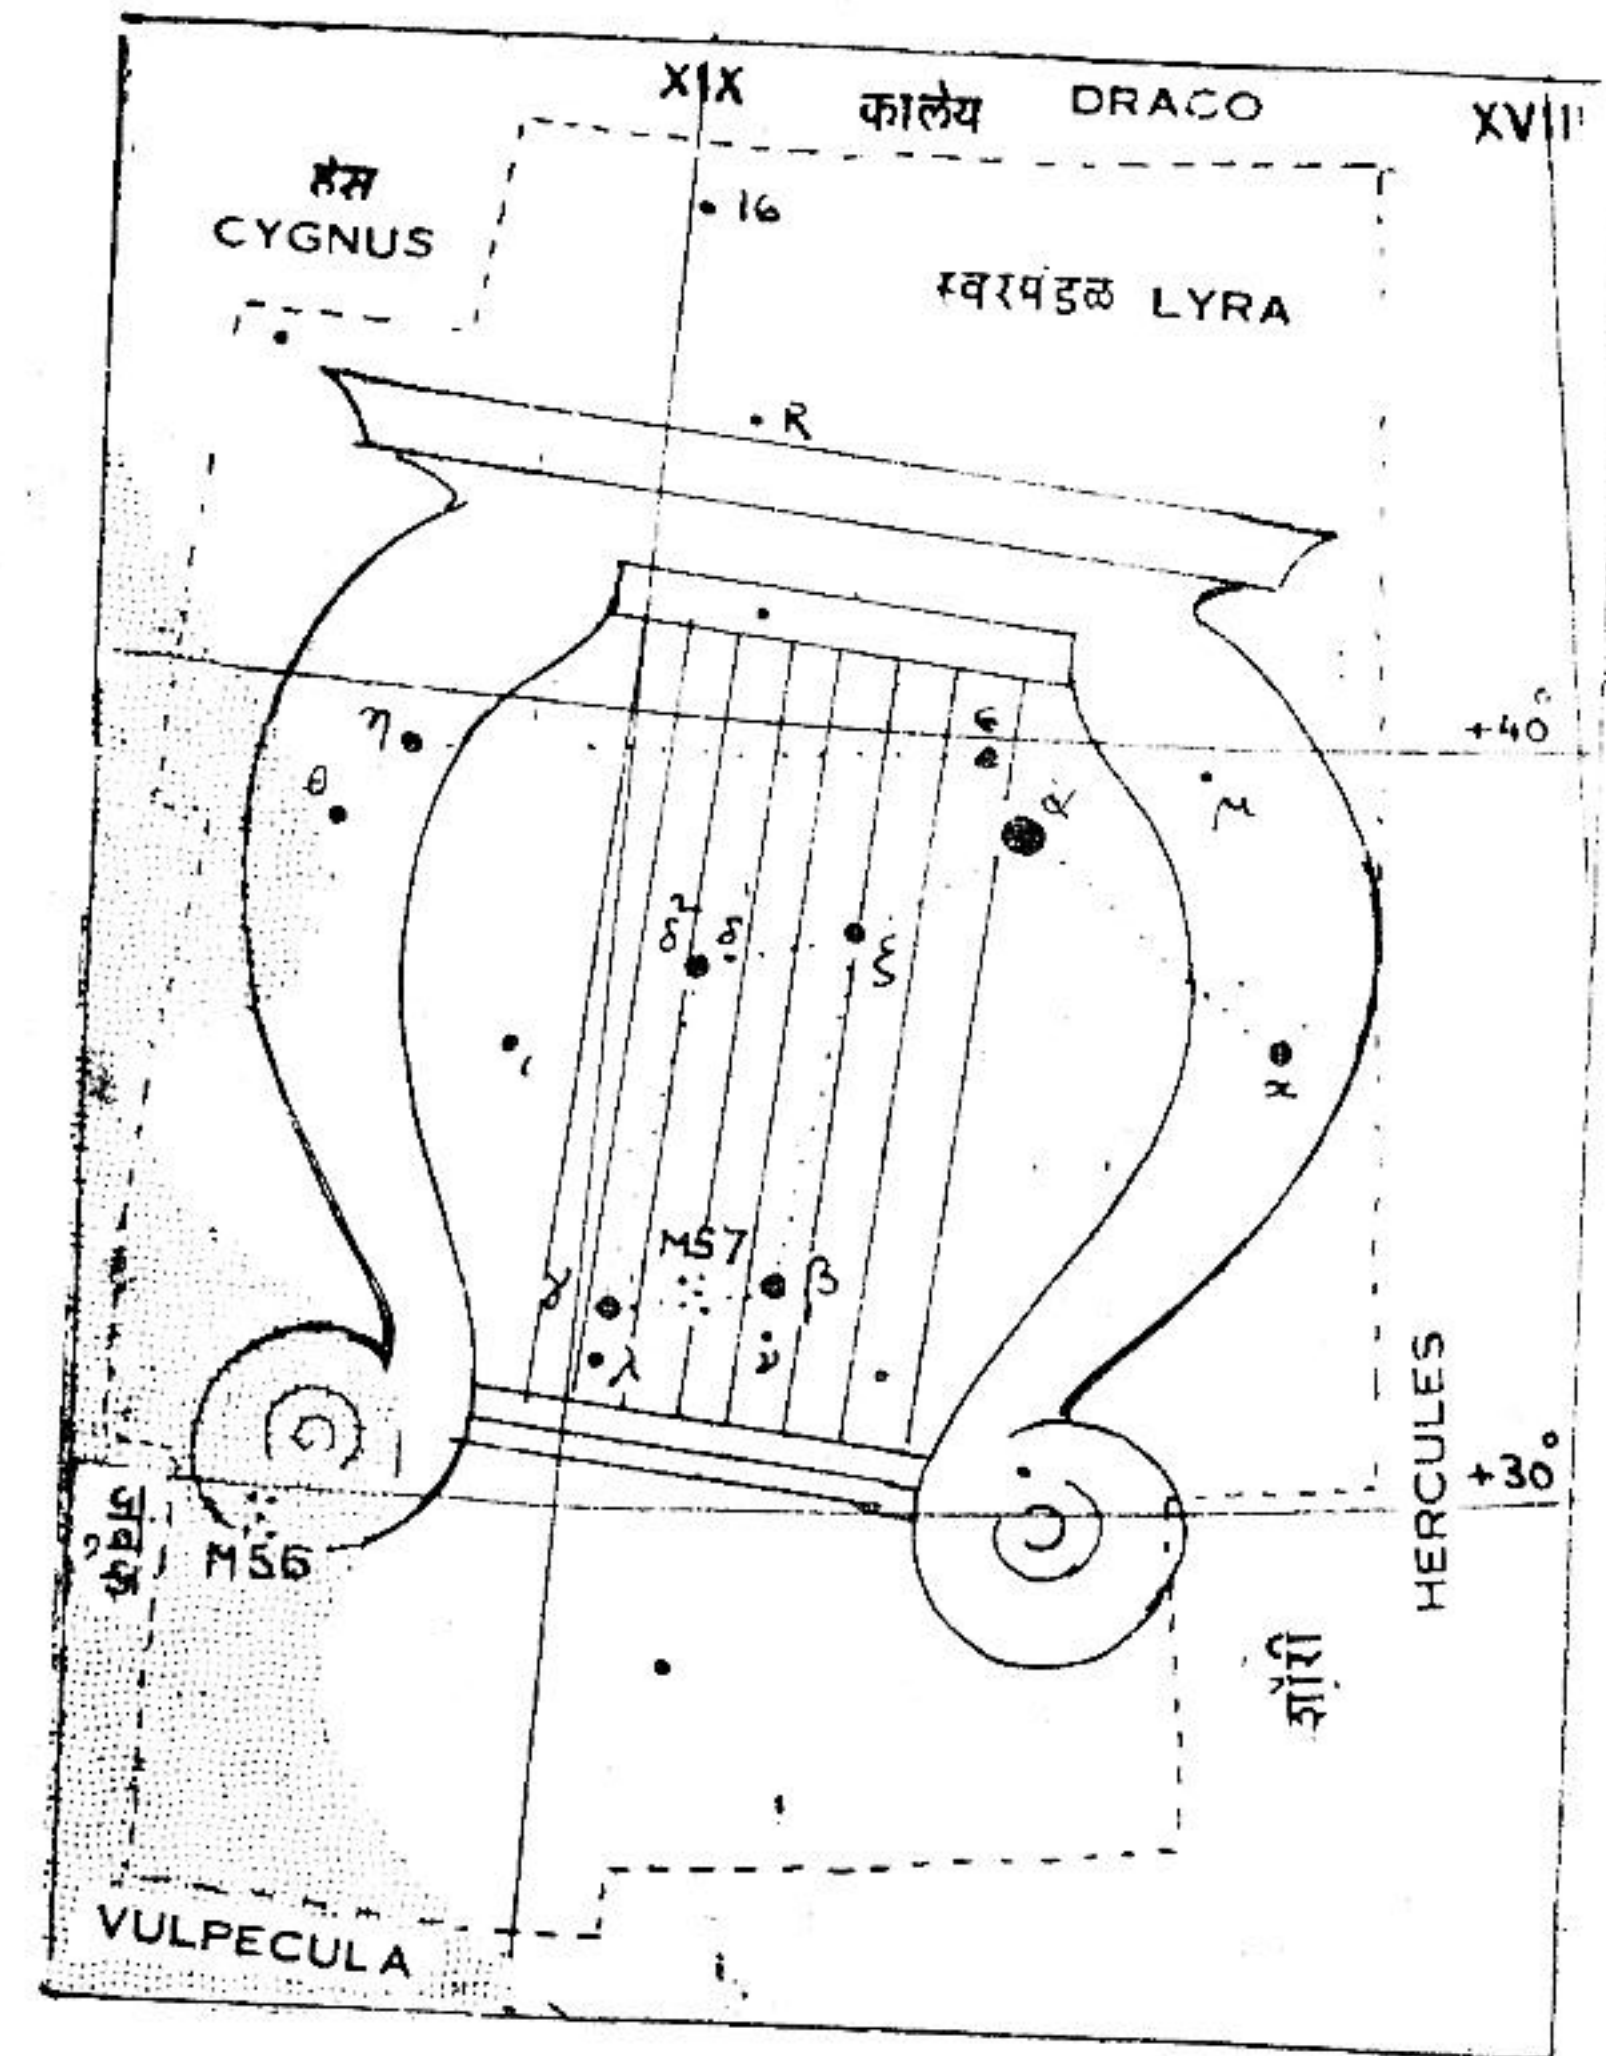 XIX कालेय DRACO XVIII
हंस
CYGNUS
16
स्वरमंडळ LYRA
R
+40°
η
ε
θ
α
μ
δ² δ¹
ξ
ι
χ
M57
γ
β
λ
ν
HERCULES
+30°
M56
शौरी
VULPECULA